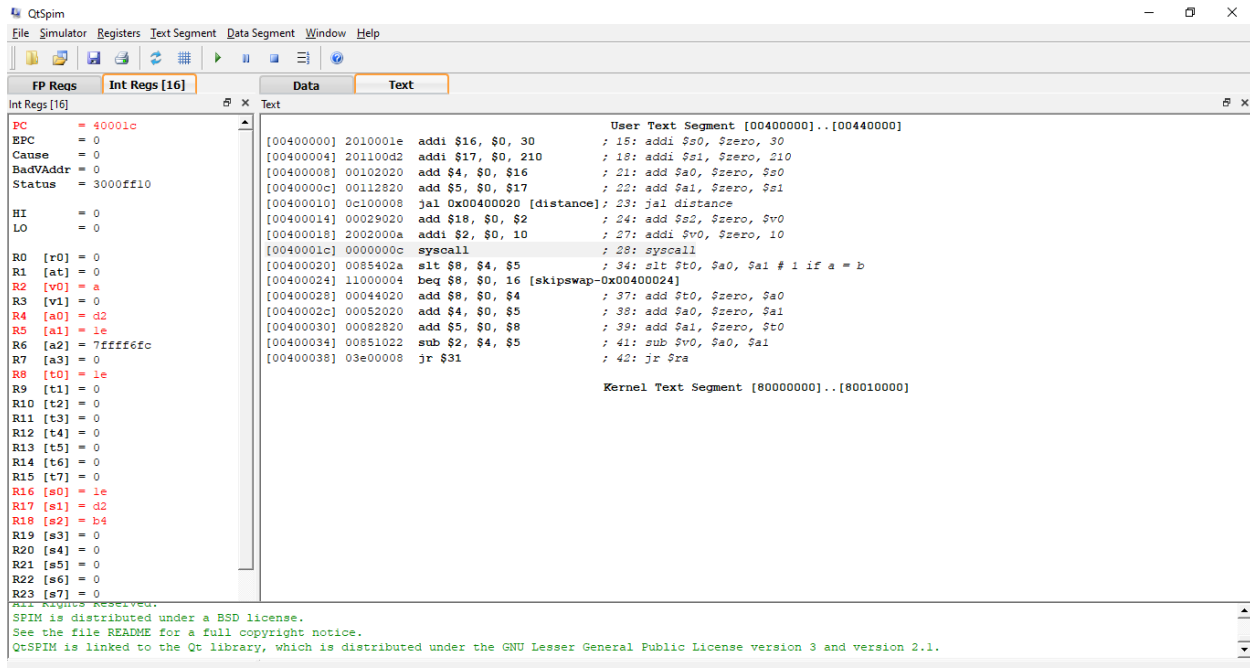 QtSpim
File Simulator Registers Text Segment Data Segment Window Help
FP Regs Int Regs [16] Data Text
Int Regs [16]
PC = 40001c
EPC = 0
Cause = 0
BadVAddr = 0
Status = 3000ff10
HI = 0
LO = 0
R0 [r0] = 0
R1 [at] = 0
R2 [v0] = a
R3 [v1] = 0
R4 [a0] = d2
R5 [a1] = 1e
R6 [a2] = 7ffff6fc
R7 [a3] = 0
R8 [t0] = 1e
R9 [t1] = 0
R10 [t2] = 0
R11 [t3] = 0
R12 [t4] = 0
R13 [t5] = 0
R14 [t6] = 0
R15 [t7] = 0
R16 [s0] = 1e
R17 [s1] = d2
R18 [s2] = b4
R19 [s3] = 0
R20 [s4] = 0
R21 [s5] = 0
R22 [s6] = 0
R23 [s7] = 0
Text
User Text Segment [00400000]..[00440000]
[00400000] 2010001e addi $16, $0, 30 ; 15: addi $s0, $zero, 30
[00400004] 201100d2 addi $17, $0, 210 ; 18: addi $s1, $zero, 210
[00400008] 00102020 add $4, $0, $16 ; 21: add $a0, $zero, $s0
[0040000c] 00112820 add $5, $0, $17 ; 22: add $a1, $zero, $s1
[00400010] 0c100008 jal 0x00400020 [distance]; 23: jal distance
[00400014] 00029020 add $18, $0, $2 ; 24: add $s2, $zero, $v0
[00400018] 2002000a addi $2, $0, 10 ; 27: addi $v0, $zero, 10
[0040001c] 0000000c syscall ; 28: syscall
[00400020] 0085402a slt $8, $4, $5 ; 34: slt $t0, $a0, $a1 # 1 if a = b
[00400024] 11000004 beq $8, $0, 16 [skipswap-0x00400024]
[00400028] 00044020 add $8, $0, $4 ; 37: add $t0, $zero, $a0
[0040002c] 00052020 add $4, $0, $5 ; 38: add $a0, $zero, $a1
[00400030] 00082820 add $5, $0, $8 ; 39: add $a1, $zero, $t0
[00400034] 00851022 sub $2, $4, $5 ; 41: sub $v0, $a0, $a1
[00400038] 03e00008 jr $31 ; 42: jr $ra
Kernel Text Segment [80000000]..[80010000]
All Rights Reserved.
SPIM is distributed under a BSD license.
See the file README for a full copyright notice.
QtSPIM is linked to the Qt library, which is distributed under the GNU Lesser General Public License version 3 and version 2.1.